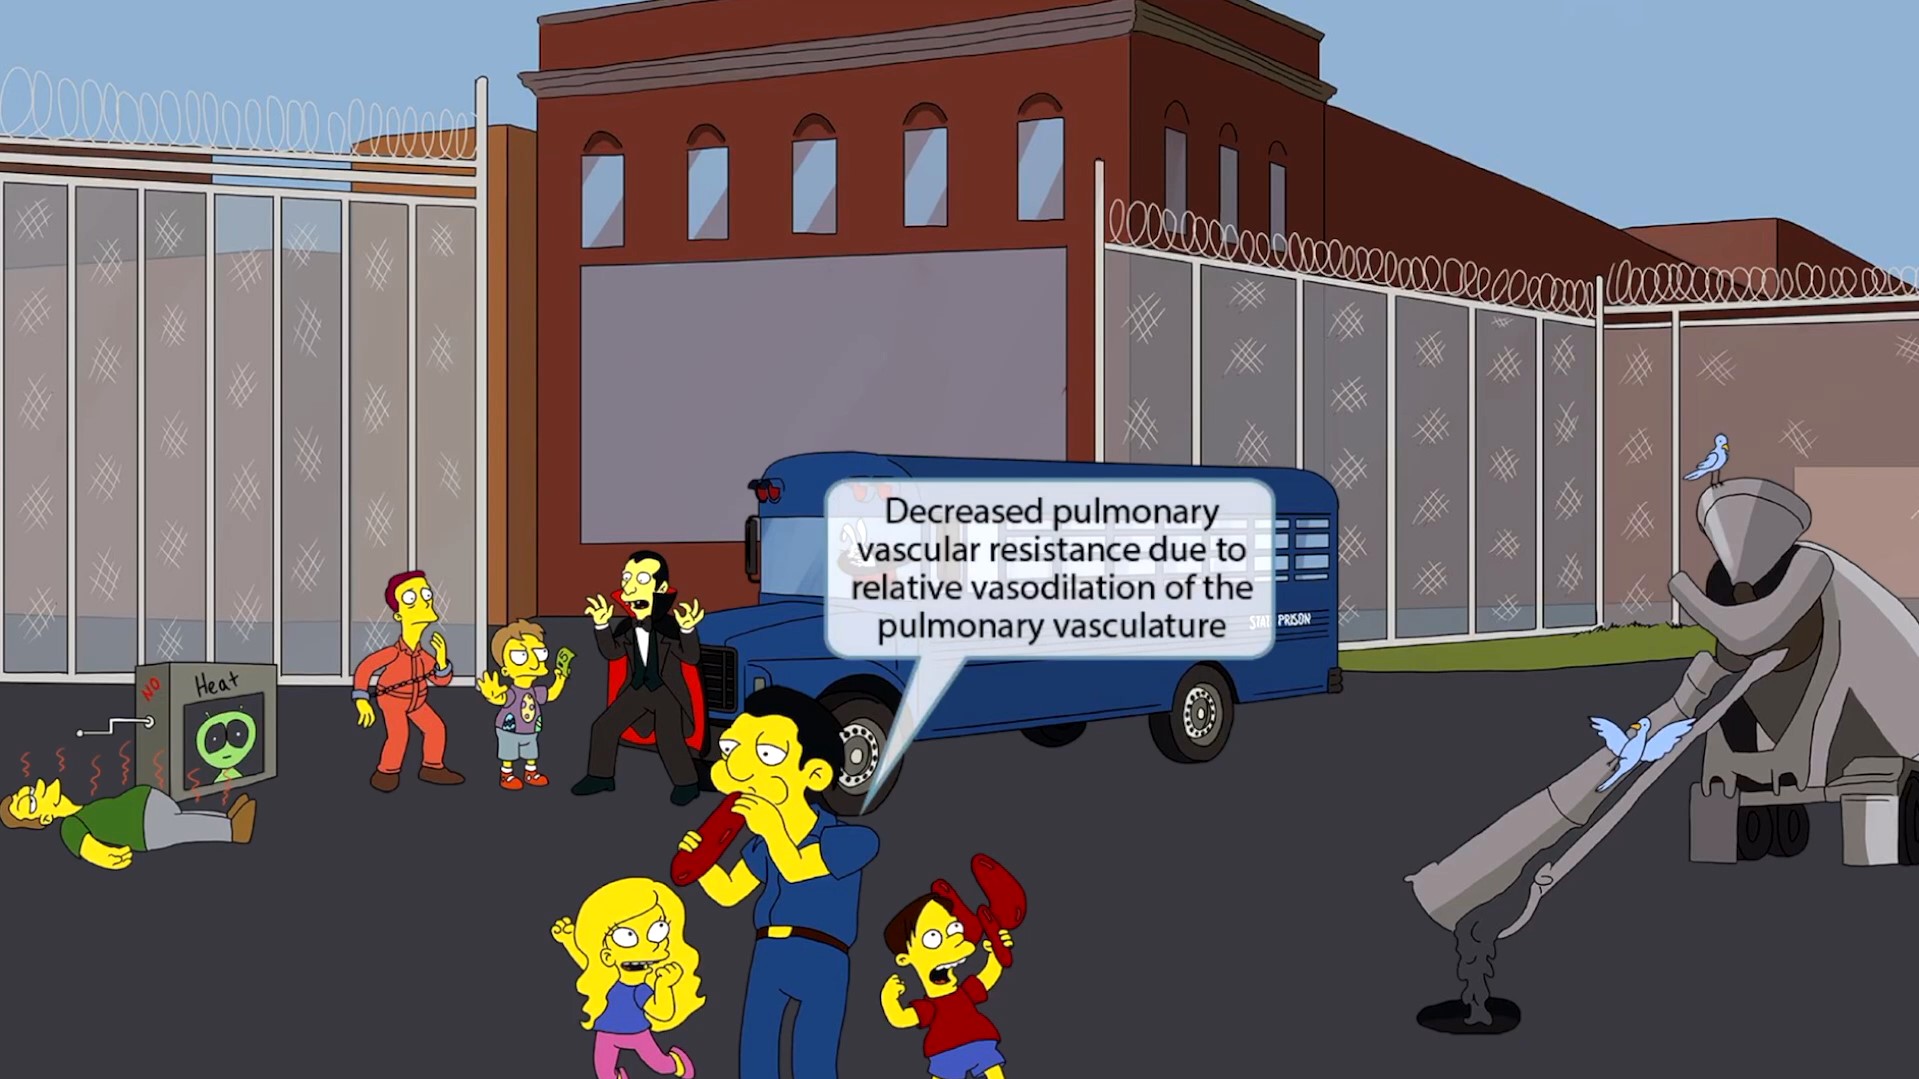 Decreased pulmonary
vascular resistance due to
relative vasodilation of the
pulmonary vasculature
PRISON
NO
Heat